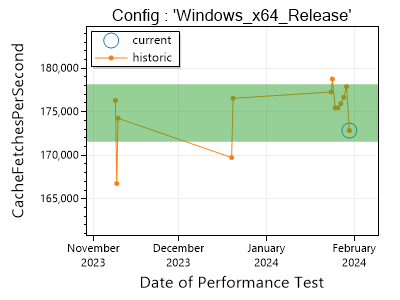 Config : 'Windows_x64_Release'
current
historic
CacheFetchesPerSecond
180,000
175,000
170,000
165,000
November
2023
December
2023
January
2024
February
2024
Date of Performance Test